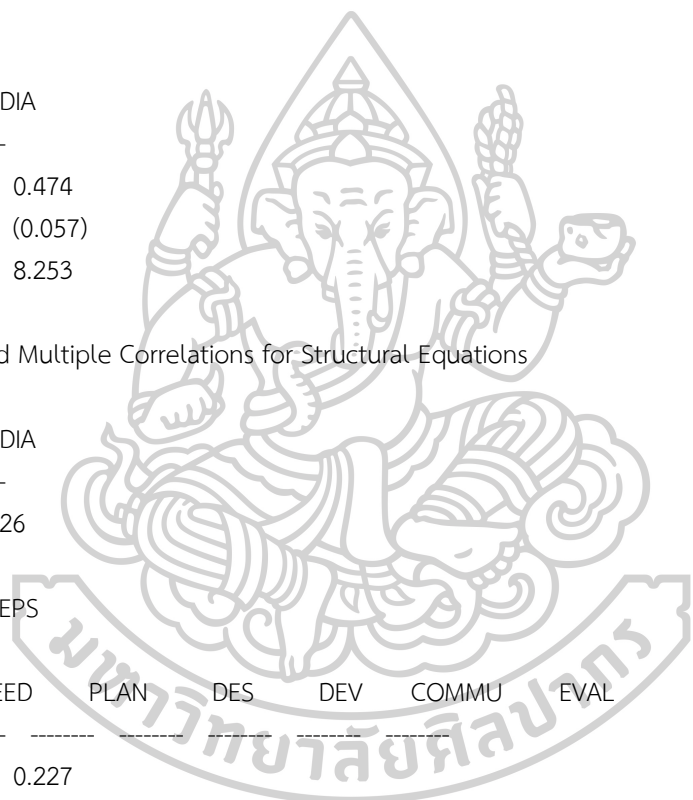 DIA
--
0.474
(0.057)
8.253
d Multiple Correlations for Structural Equations
DIA
--
26
EPS
EED PLAN DES DEV COMMU EVAL
-- -------- -------- -------- -------- --------
0.227
มหาวิทยาลัยศิลปากร